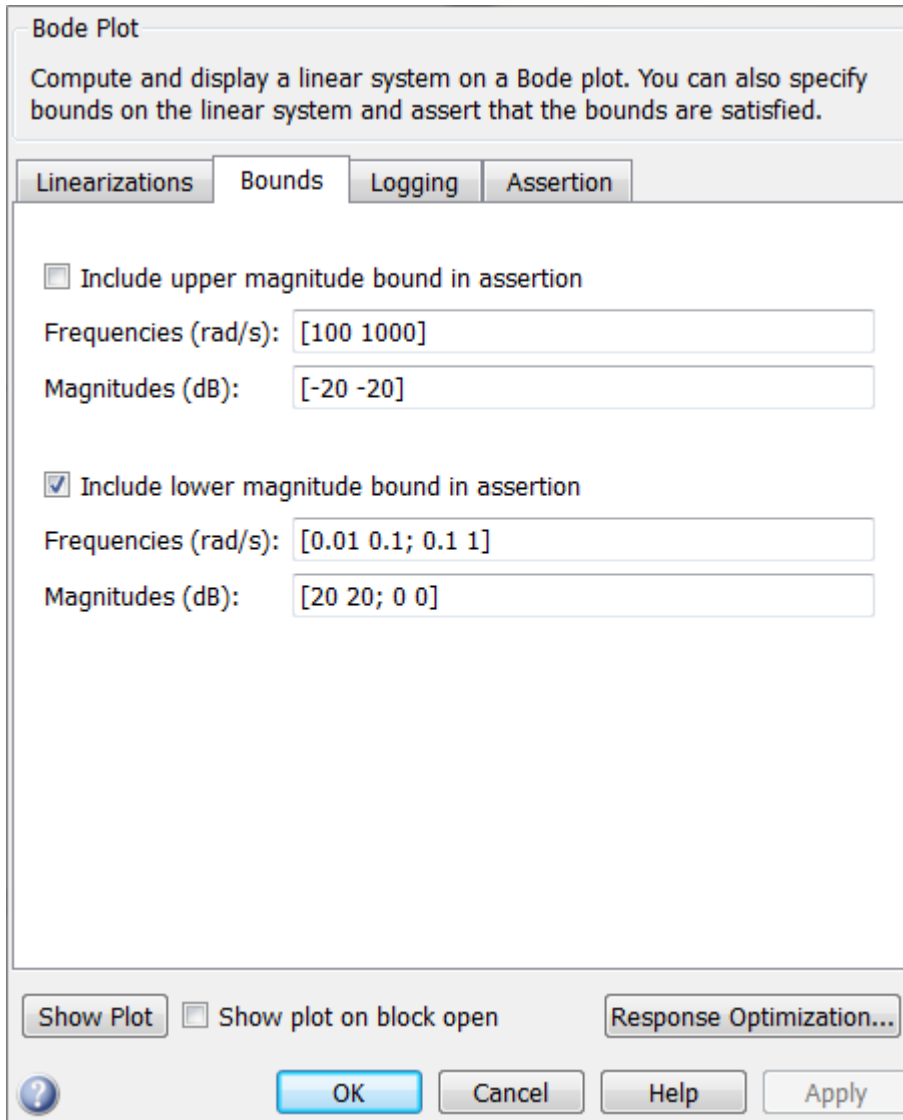 Bode Plot
Compute and display a linear system on a Bode plot. You can also specify
bounds on the linear system and assert that the bounds are satisfied.
Linearizations Bounds Logging Assertion
Include upper magnitude bound in assertion
Frequencies (rad/s): [100 1000]
Magnitudes (dB): [-20 -20]
Include lower magnitude bound in assertion
Frequencies (rad/s): [0.01 0.1; 0.1 1]
Magnitudes (dB): [20 20; 0 0]
Show Plot Show plot on block open Response Optimization...
? OK Cancel Help Apply